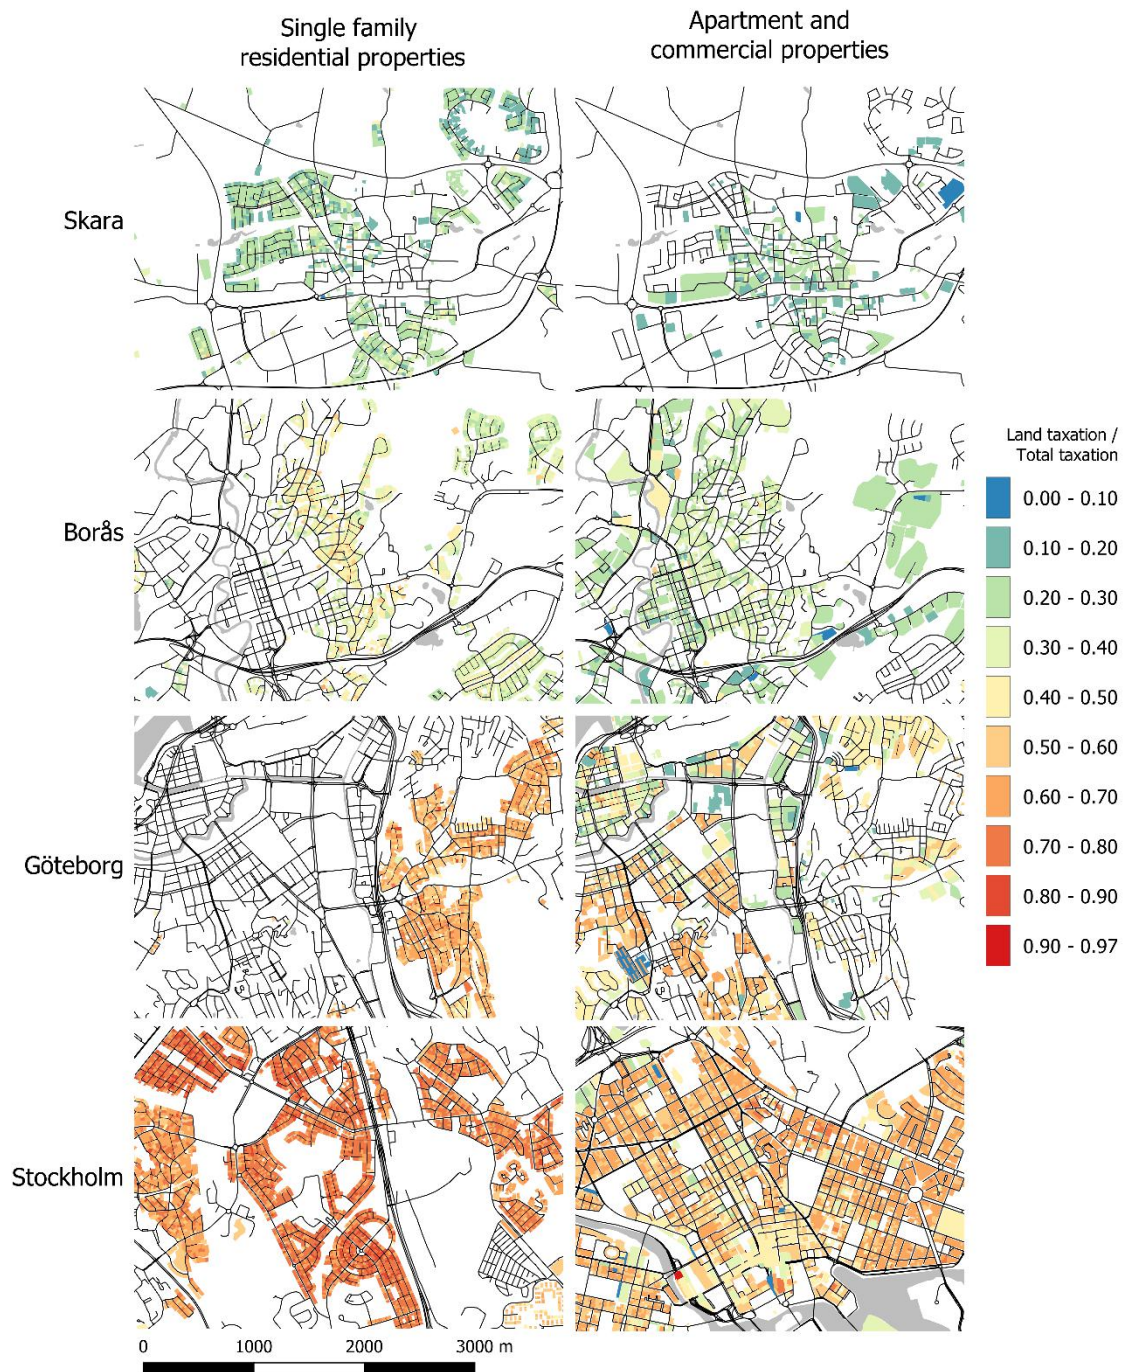 Single family
residential properties
Apartment and
commercial properties
Skara
Borås
Göteborg
Stockholm
Land taxation /
Total taxation
0.00 - 0.10
0.10 - 0.20
0.20 - 0.30
0.30 - 0.40
0.40 - 0.50
0.50 - 0.60
0.60 - 0.70
0.70 - 0.80
0.80 - 0.90
0.90 - 0.97
0 1000 2000 3000 m